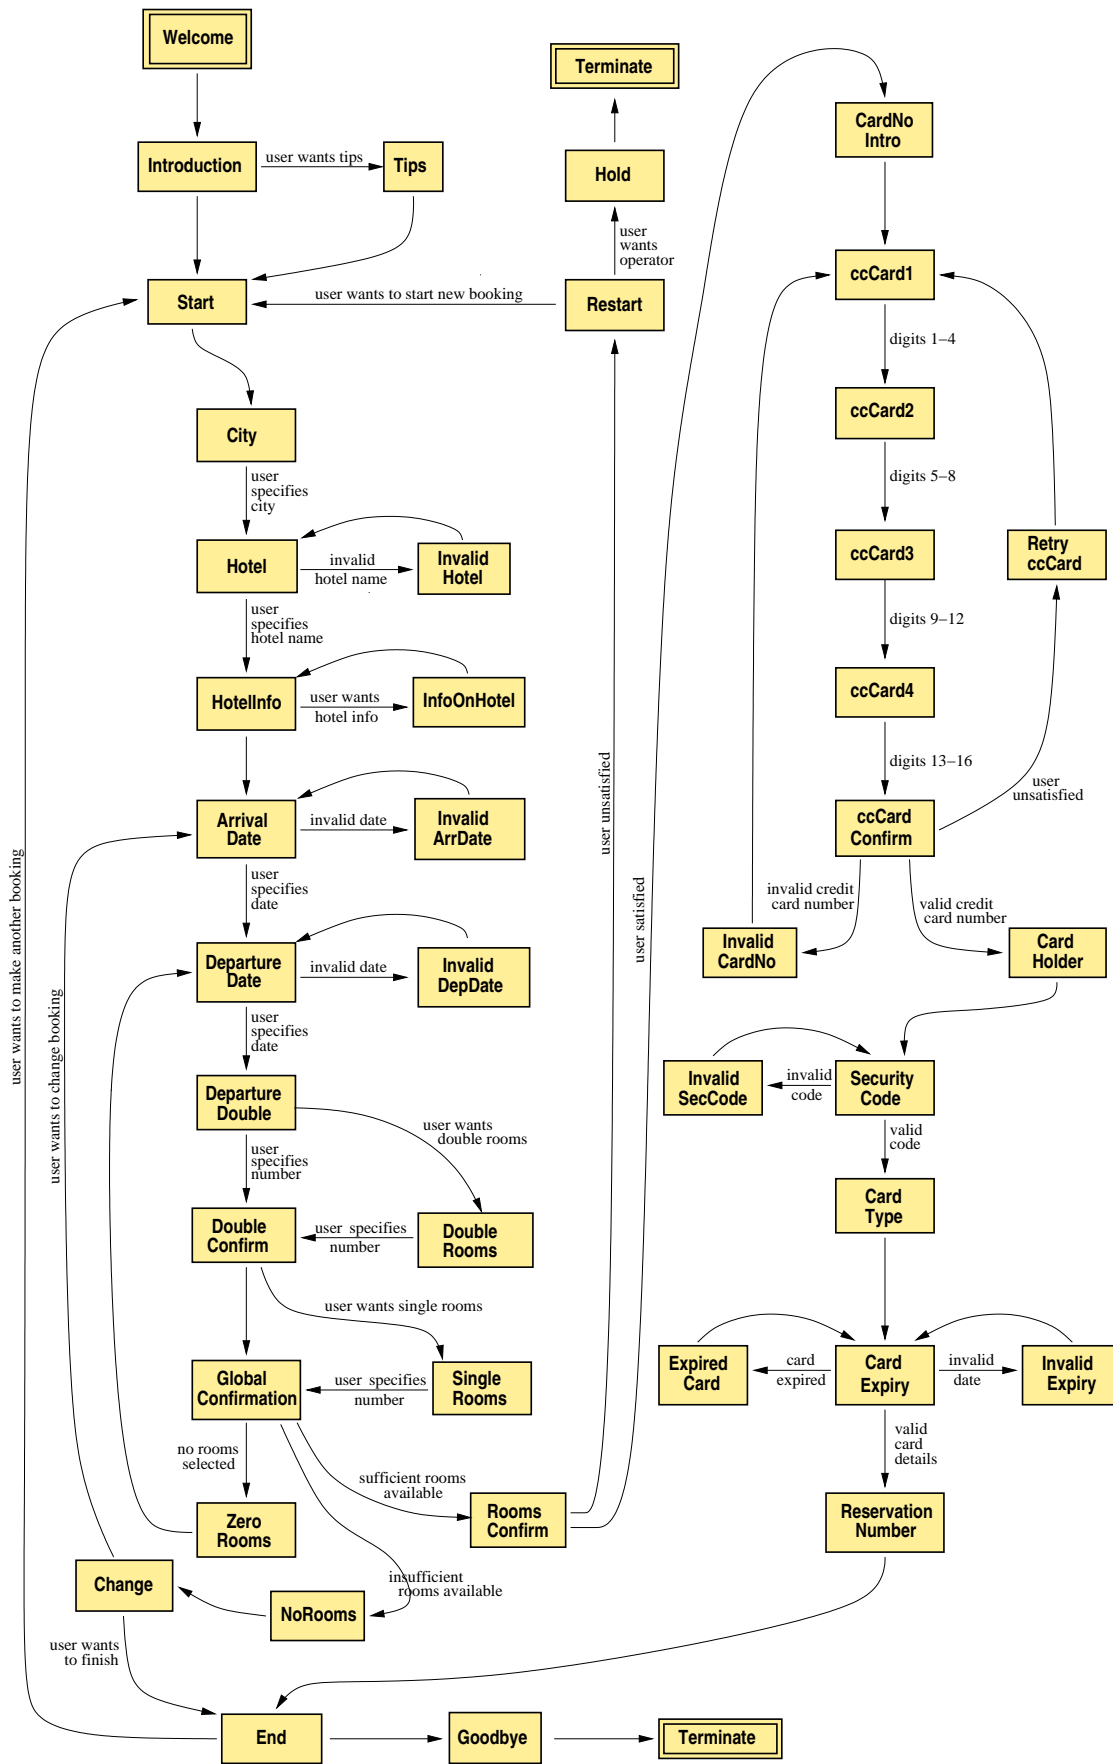 Welcome
Terminate
CardNo
Intro
Introduction
user wants tips
Tips
Hold
user
wants
operator
Start
user wants to start new booking
Restart
ccCard1
digits 1–4
City
ccCard2
user
specifies
city
digits 5–8
Hotel
invalid
hotel name
Invalid
Hotel
ccCard3
Retry
ccCard
user
specifies
hotel name
digits 9–12
HotelInfo
user wants
hotel info
InfoOnHotel
ccCard4
digits 13–16
user unsatisfied
user
unsatisfied
Arrival
Date
invalid date
Invalid
ArrDate
ccCard
Confirm
user
specifies
date
invalid credit
card number
valid credit
card number
user satisfied
user wants to make another booking
user wants to change booking
Departure
Date
invalid date
Invalid
DepDate
Invalid
CardNo
Card
Holder
user
specifies
date
Departure
Double
Invalid
SecCode
invalid
code
Security
Code
user wants
double rooms
user
specifies
number
valid
code
Double
Confirm
user specifies
number
Double
Rooms
Card
Type
user wants single rooms
Global
Confirmation
user specifies
number
Single
Rooms
Expired
Card
card
expired
Card
Expiry
invalid
date
Invalid
Expiry
no rooms
selected
sufficient rooms
available
valid
card
details
Zero
Rooms
Rooms
Confirm
Reservation
Number
Change
insufficient
rooms available
NoRooms
user wants
to finish
End
Goodbye
Terminate